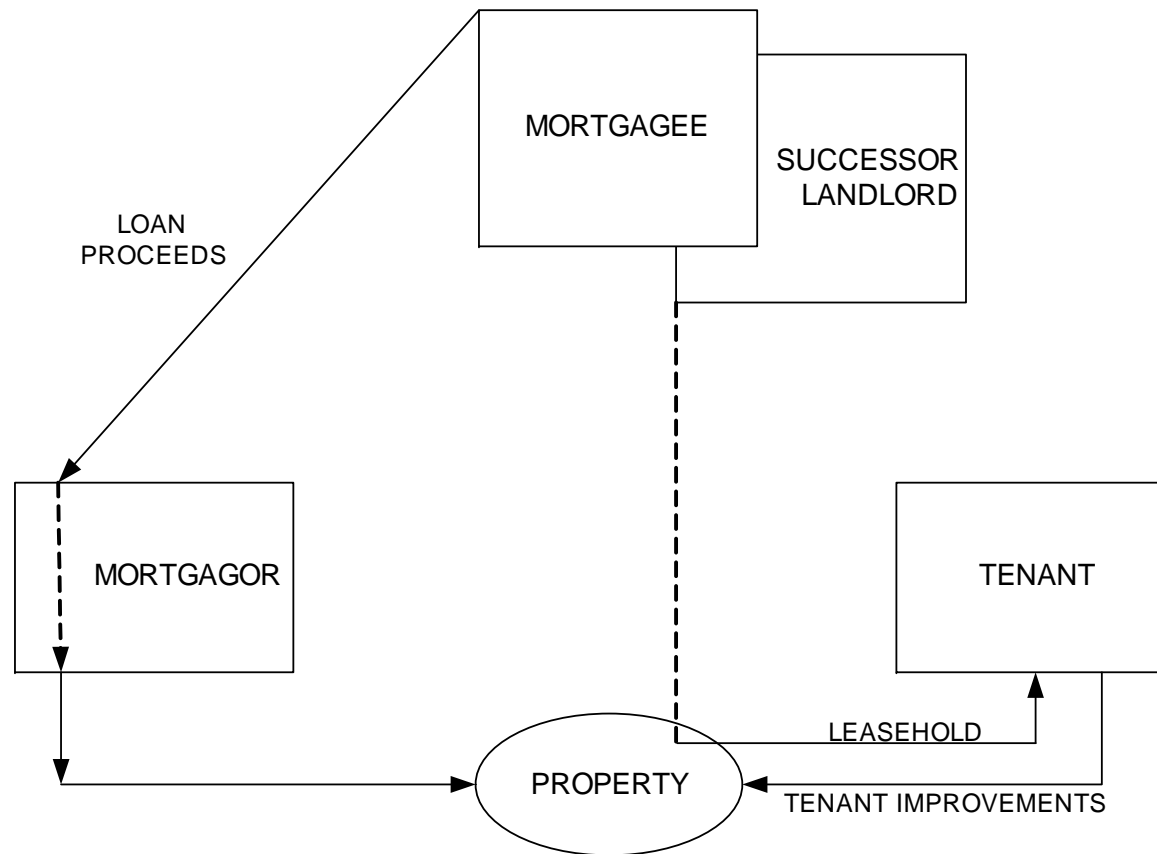 MORTGAGEE
SUCCESSOR
LANDLORD
LOAN
PROCEEDS
MORTGAGOR
TENANT
LEASEHOLD
PROPERTY
TENANT IMPROVEMENTS